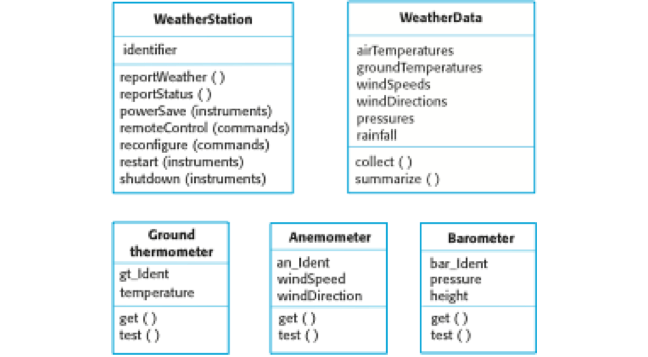 WeatherStation
identifier
reportWeather ( )
reportStatus ( )
powerSave (instruments)
remoteControl (commands)
reconfigure (commands)
restart (instruments)
shutdown (instruments)
WeatherData
airTemperatures
groundTemperatures
windSpeeds
windDirections
pressures
rainfall
collect ( )
summarize ( )
Ground
thermometer
gt_Ident
temperature
get ( )
test ( )
Anemometer
an_Ident
windSpeed
windDirection
get ( )
test ( )
Barometer
bar_Ident
pressure
height
get ( )
test ( )